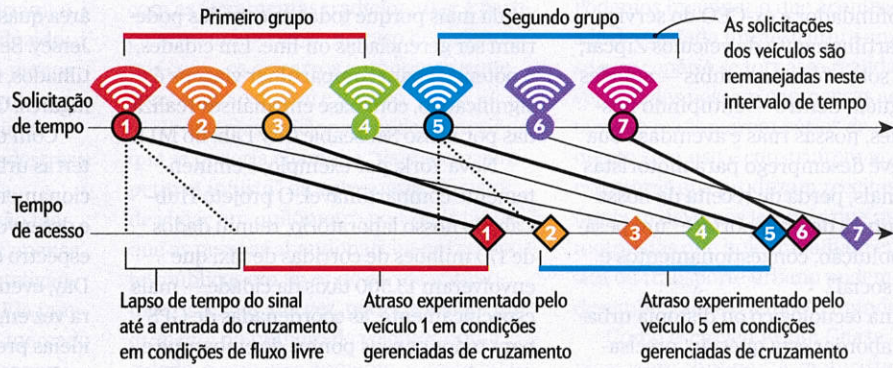 Primeiro grupo
Segundo grupo
As solicitações
dos veículos são
remanejadas neste
intervalo de tempo
Solicitação
de tempo
1 2 3 4 5 6 7
Tempo
de acesso
1 2 3 4 5 6 7
Lapso de tempo do sinal
até a entrada do cruzamento
em condições de fluxo livre
Atraso experimentado pelo
veículo 1 em condições
gerenciadas de cruzamento
Atraso experimentado pelo
veículo 5 em condições
gerenciadas de cruzamento